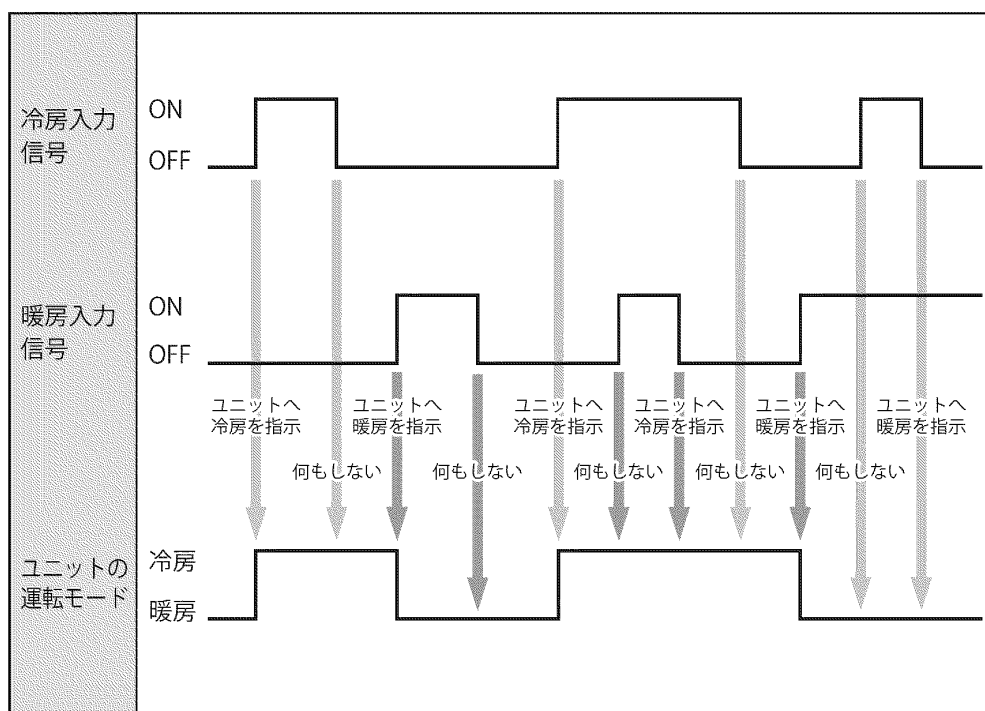 冷房入力
信号
ON
OFF
暖房入力
信号
ON
OFF
ユニットへ
冷房を指示
ユニットへ
暖房を指示
ユニットへ
冷房を指示
ユニットへ
冷房を指示
ユニットへ
暖房を指示
ユニットへ
暖房を指示
何もしない
何もしない
何もしない
何もしない
何もしない
ユニットの
運転モード
冷房
暖房